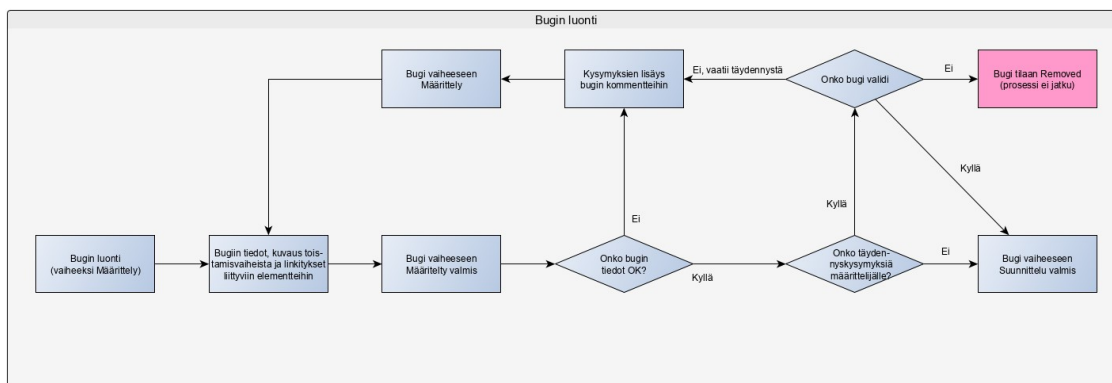 Bugin luonti
Bugi vaiheeseen
Määrittely
Kysymyksien lisäys
bugin kommentteihin
Ei, vaatii täydennystä
Onko bugi validi
Ei
Bugi tilaan Removed
(prosessi ei jatku)
Kyllä
Kyllä
Ei
Bugin luonti
(vaiheeksi Määrittely)
Bugiin tiedot, kuvaus tois-
tamisvaiheista ja linkitykset
liittyviin elementteihin
Bugi vaiheeseen
Määritelty valmis
Onko bugin
tiedot OK?
Kyllä
Onko täyden-
nyskysymyksiä
määrittelijälle?
Ei
Bugi vaiheeseen
Suunnittelu valmis